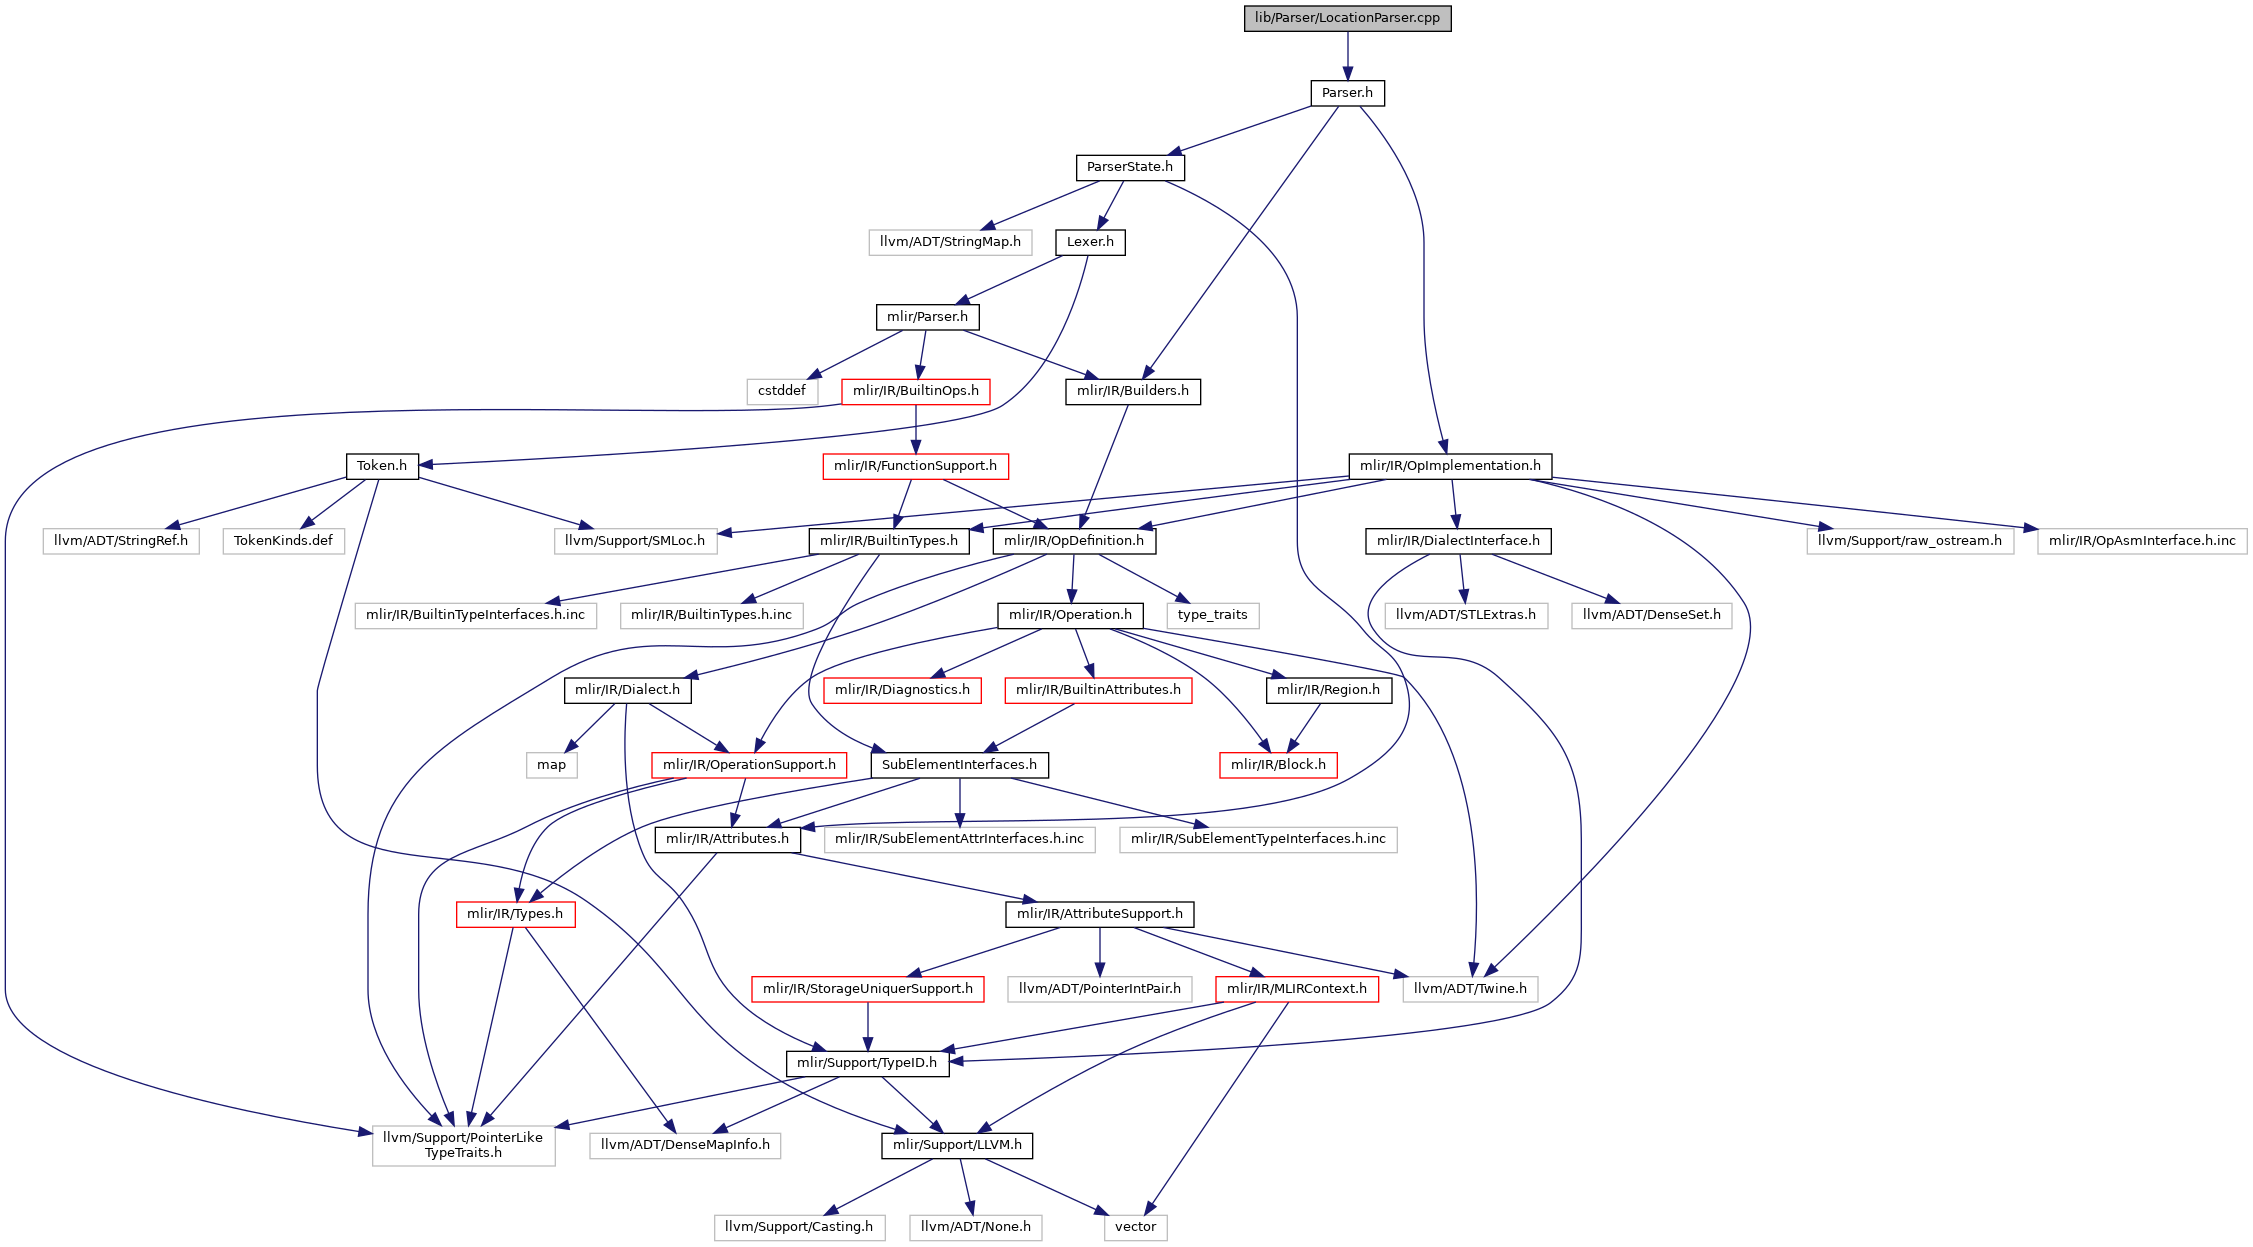 lib/Parser/LocationParser.cpp
Parser.h
ParserState.h
llvm/ADT/StringMap.h
Lexer.h
mlir/Parser.h
cstddef
mlir/IR/BuiltinOps.h
mlir/IR/Builders.h
Token.h
mlir/IR/FunctionSupport.h
mlir/IR/OpImplementation.h
llvm/ADT/StringRef.h
TokenKinds.def
llvm/Support/SMLoc.h
mlir/IR/BuiltinTypes.h
mlir/IR/OpDefinition.h
mlir/IR/DialectInterface.h
llvm/Support/raw_ostream.h
mlir/IR/OpAsmInterface.h.inc
mlir/IR/BuiltinTypeInterfaces.h.inc
mlir/IR/BuiltinTypes.h.inc
mlir/IR/Operation.h
type_traits
llvm/ADT/STLExtras.h
llvm/ADT/DenseSet.h
mlir/IR/Dialect.h
mlir/IR/Diagnostics.h
mlir/IR/BuiltinAttributes.h
mlir/IR/Region.h
map
mlir/IR/OperationSupport.h
SubElementInterfaces.h
mlir/IR/Block.h
mlir/IR/Attributes.h
mlir/IR/SubElementAttrInterfaces.h.inc
mlir/IR/SubElementTypeInterfaces.h.inc
mlir/IR/Types.h
mlir/IR/AttributeSupport.h
mlir/IR/StorageUniquerSupport.h
llvm/ADT/PointerIntPair.h
mlir/IR/MLIRContext.h
llvm/ADT/Twine.h
mlir/Support/TypeID.h
llvm/Support/PointerLike
TypeTraits.h
llvm/ADT/DenseMapInfo.h
mlir/Support/LLVM.h
llvm/Support/Casting.h
llvm/ADT/None.h
vector